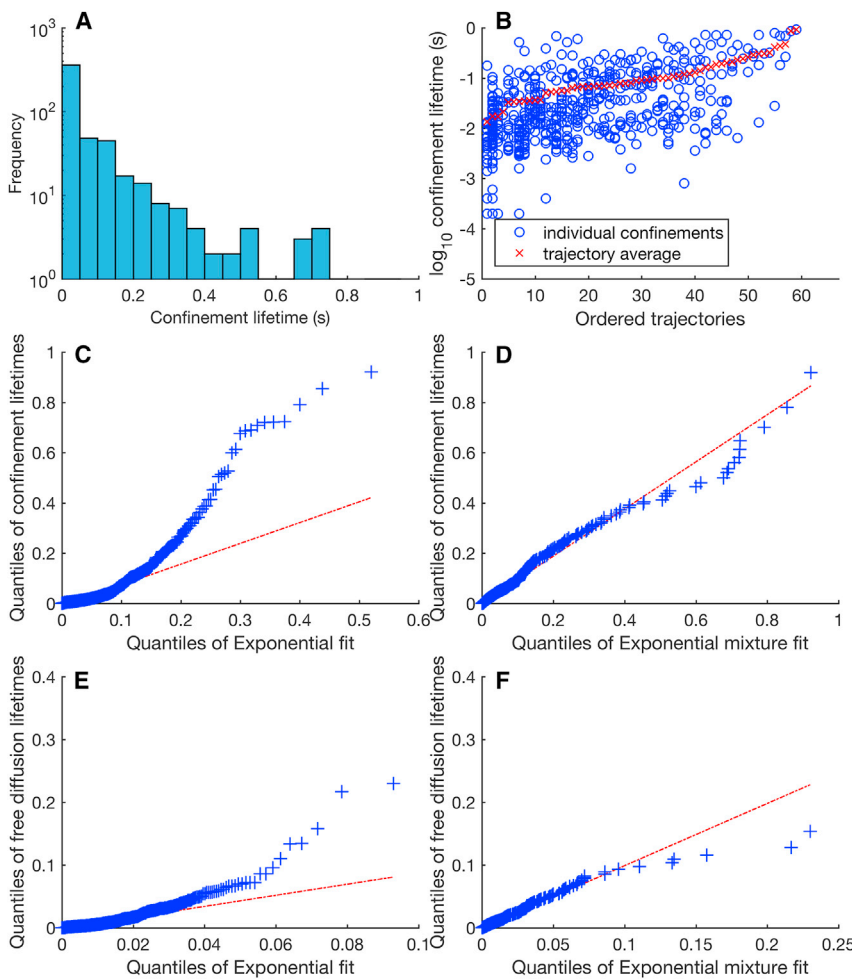 A
Frequency
10^3
10^2
10^1
10^0
0 0.2 0.4 0.6 0.8 1
Confinement lifetime (s)
B
log10 confinement lifetime (s)
0
-1
-2
-3
-4
-5
individual confinements
trajectory average
0 10 20 30 40 50 60
Ordered trajectories
C
Quantiles of confinement lifetimes
1
0.8
0.6
0.4
0.2
0
0 0.1 0.2 0.3 0.4 0.5 0.6
Quantiles of Exponential fit
D
Quantiles of confinement lifetimes
1
0.8
0.6
0.4
0.2
0
0 0.2 0.4 0.6 0.8 1
Quantiles of Exponential mixture fit
E
Quantiles of free diffusion lifetimes
0.4
0.3
0.2
0.1
0
0 0.02 0.04 0.06 0.08 0.1
Quantiles of Exponential fit
F
Quantiles of free diffusion lifetimes
0.4
0.3
0.2
0.1
0
0 0.05 0.1 0.15 0.2 0.25
Quantiles of Exponential mixture fit